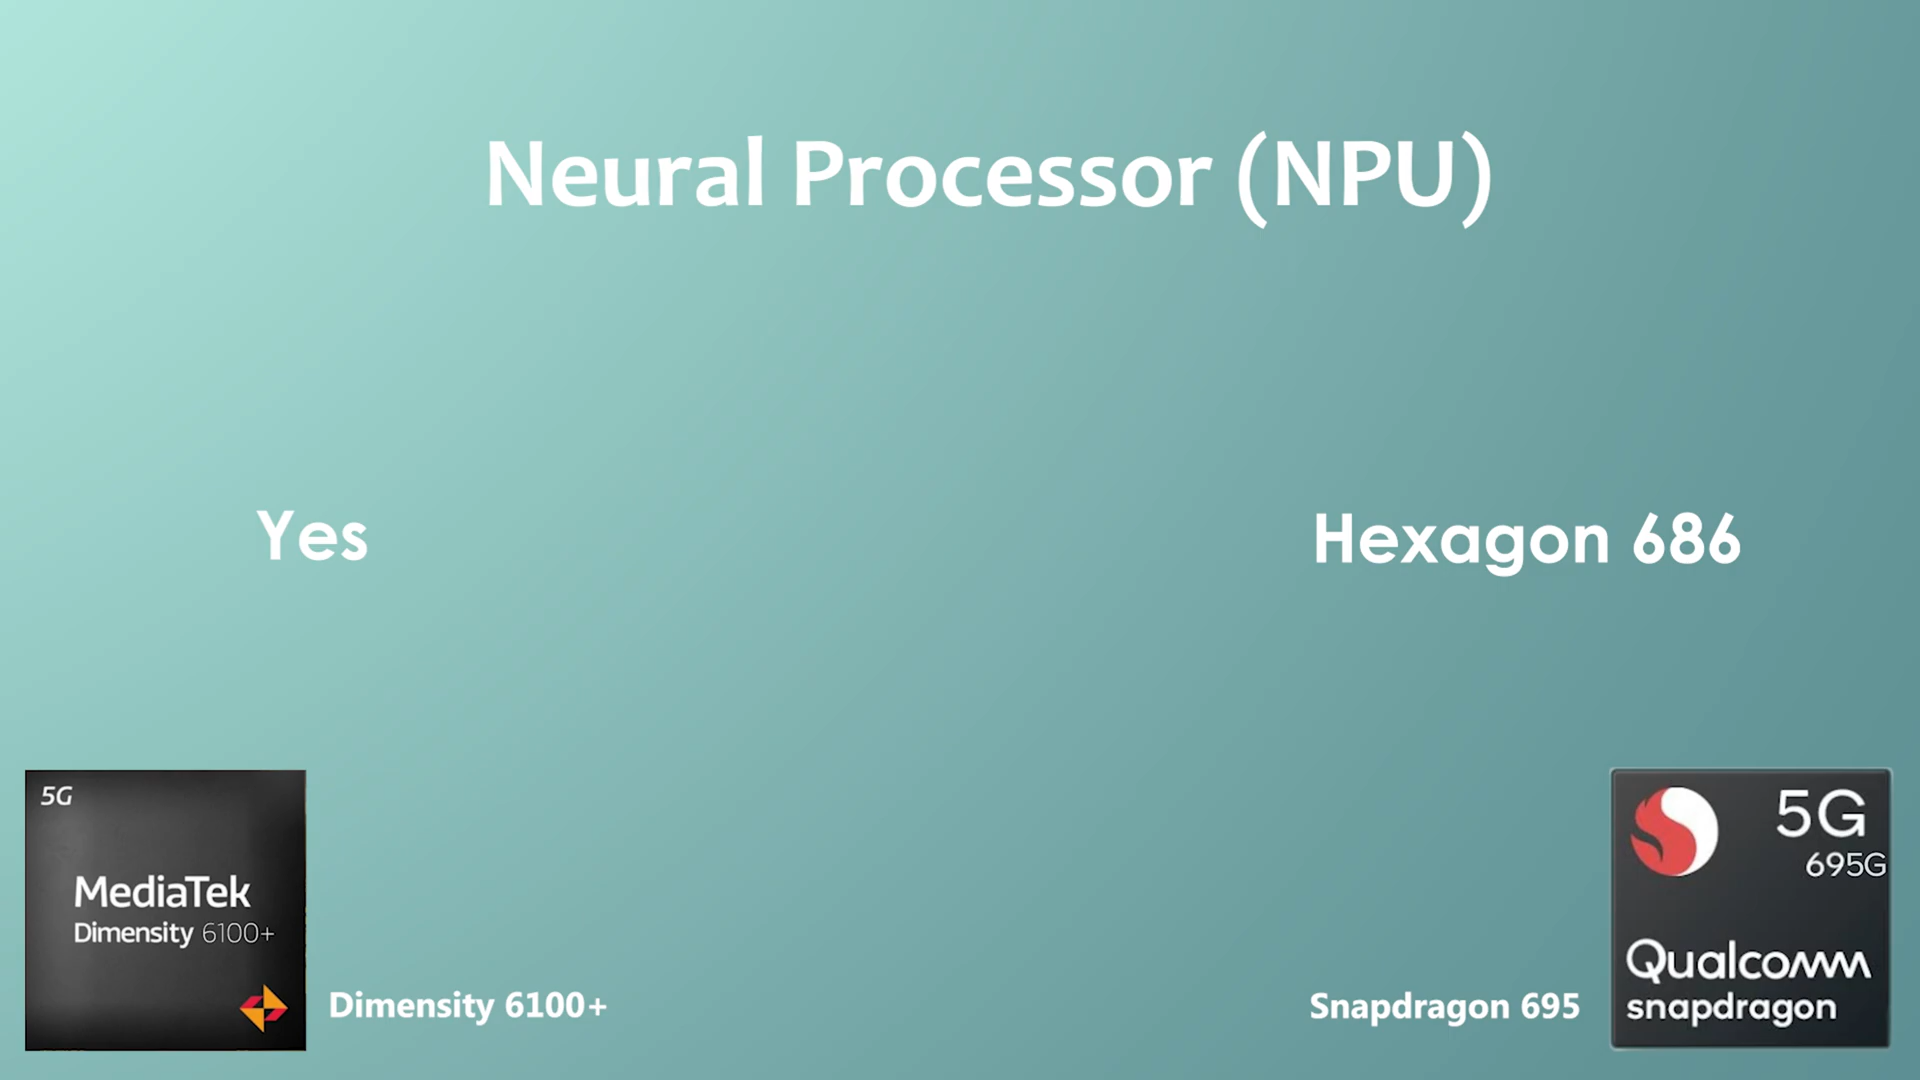 Neural Processor (NPU)
Yes
Hexagon 686
5G
MediaTek
Dimensity 6100+
Dimensity 6100+
Snapdragon 695
5G
695G
Qualcomm
snapdragon